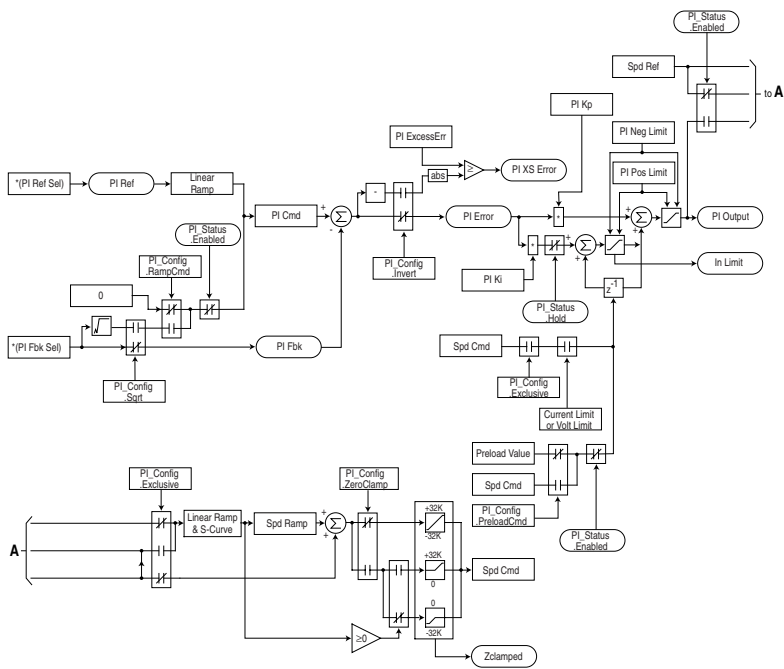 PI_Status
.Enabled
Spd Ref
to A
PI Kp
PI Neg Limit
PI ExcessErr
≥
PI XS Error
abs
PI Pos Limit
*(PI Ref Sel)
PI Ref
Linear
Ramp
-
PI Cmd
+
Σ
-
PI Error
*
+
Σ
+
PI Output
PI_Status
.Enabled
PI_Config
.RampCmd
PI_Config
.Invert
*
+
Σ
+
In Limit
PI Ki
z-1
0
PI_Status
.Hold
√
*(PI Fbk Sel)
PI Fbk
Spd Cmd
PI_Config
.Sqrt
PI_Config
.Exclusive
Current Limit
or Volt Limit
Preload Value
PI_Config
.Exclusive
PI_Config
.ZeroClamp
Spd Cmd
PI_Config
.PreloadCmd
PI_Status
.Enabled
Linear Ramp
& S-Curve
Spd Ramp
+
Σ
+
+32K
-32K
A
+32K
0
Spd Cmd
0
-32K
≥0
Zclamped